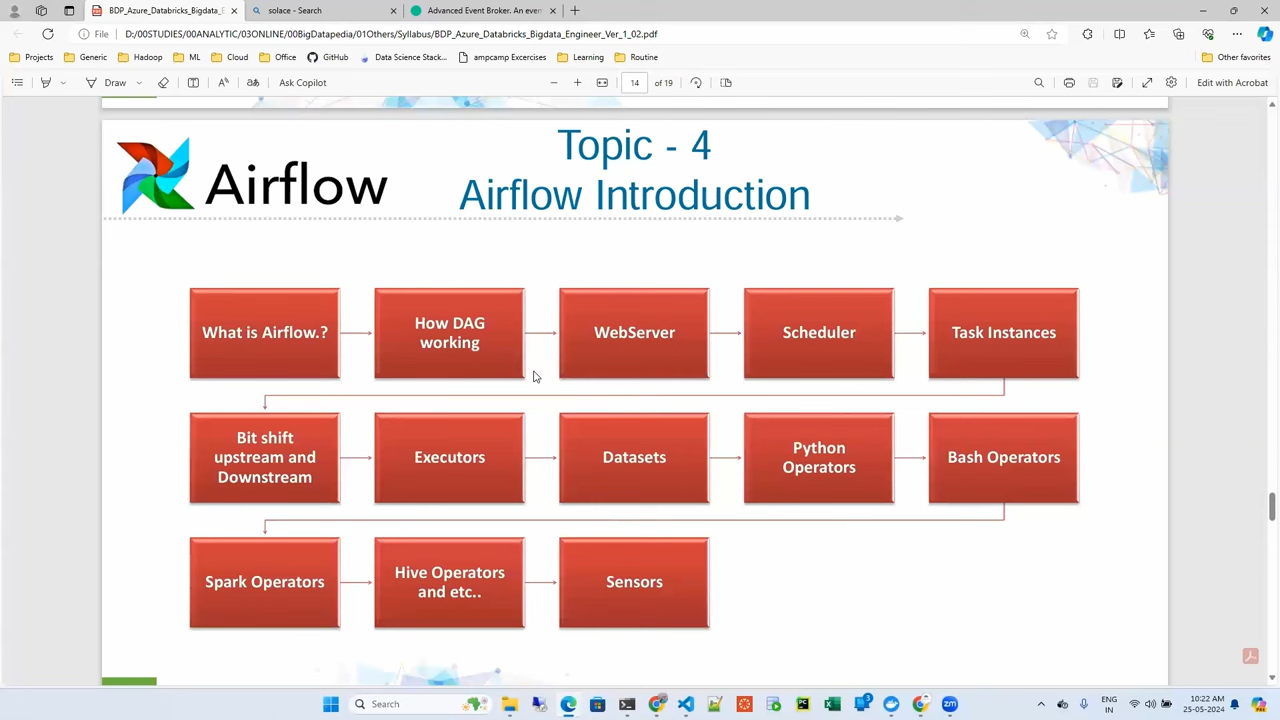 BDP_Azure_Databricks_Bigdata_E
solace - Search
Advanced Event Broker. An even
File
D:/00STUDIES/00ANALYTIC/03ONLINE/00BigDatapedia/01Others/Syllabus/BDP_Azure_Databricks_Bigdata_Engineer_Ver_1_02.pdf
Projects
Generic
Hadoop
ML
Cloud
Office
GitHub
Data Science Stack...
ampcamp Excercises
Learning
Routine
Other favorites
Draw
Ask Copilot
14
of 19
Edit with Acrobat
Airflow
Topic - 4
Airflow Introduction
What is Airflow.?
How DAG
working
WebServer
Scheduler
Task Instances
Bit shift
upstream and
Downstream
Executors
Datasets
Python
Operators
Bash Operators
Spark Operators
Hive Operators
and etc..
Sensors
Search
ENG
IN
10:22 AM
25-05-2024